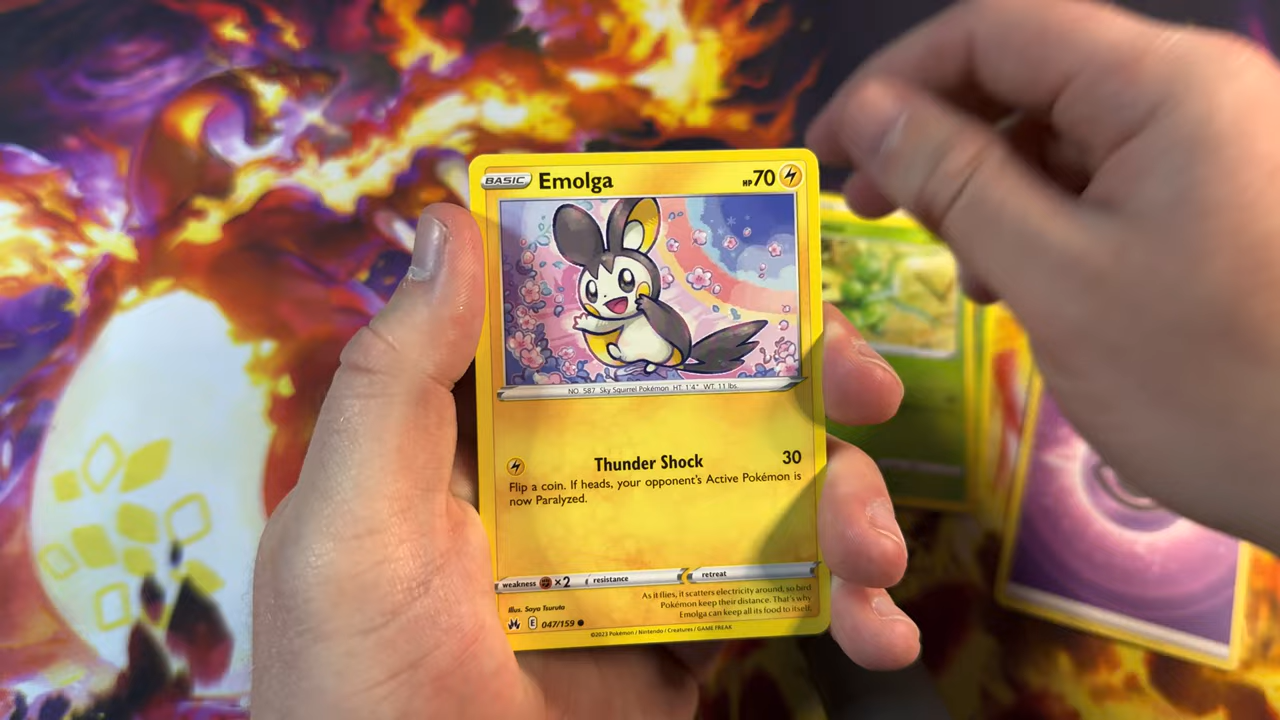 BASIC Emolga HP 70
NO. 587 Sky Squirrel Pokémon HT: 1'4" WT: 11 lbs.
Thunder Shock 30
Flip a coin. If heads, your opponent's Active Pokémon is
now Paralyzed.
weakness ×2 resistance retreat
As it flies, it scatters electricity around, so bird
Pokémon keep their distance. That's why
Emolga can keep all its food to itself.
Illus. Saya Tsuruta
E 047/159
©2023 Pokémon / Nintendo / Creatures / GAME FREAK